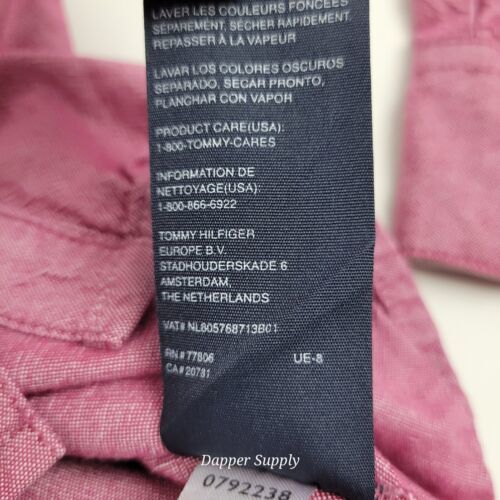 LAVER LES COULEURS FONCÉES
SÉPAREMENT, SÉCHER RAPIDEMENT
REPASSER À LA VAPEUR
LAVAR LOS COLORES OSCUROS
SEPARADO, SECAR PRONTO,
PLANCHAR CON VAPOR
PRODUCT CARE(USA):
1-800-TOMMY-CARES
INFORMATION DE
NETTOYAGE(USA):
1-800-866-6922
TOMMY HILFIGER
EUROPE B.V.
STADHOUDERSKADE 6
AMSTERDAM,
THE NETHERLANDS
VAT# NL805768713B01
RN# 77806 UE-8
CA# 20781
Dapper Supply
0792238